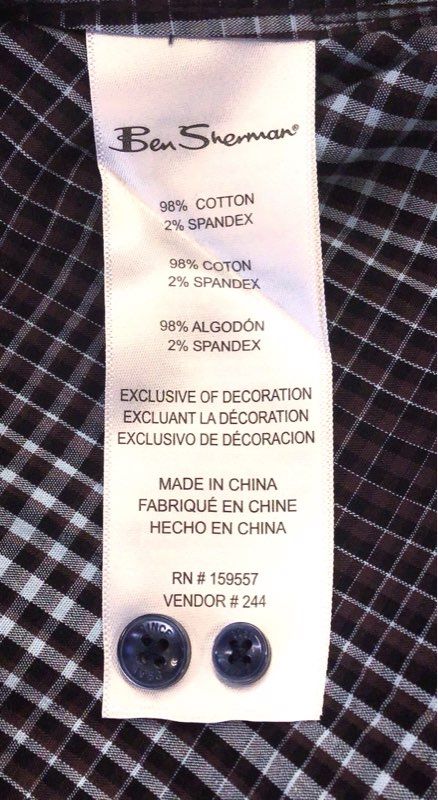 Ben Sherman®
98% COTTON
2% SPANDEX
98% COTON
2% SPANDEX
98% ALGODÓN
2% SPANDEX
EXCLUSIVE OF DECORATION
EXCLUANT LA DÉCORATION
EXCLUSIVO DE DÉCORACION
MADE IN CHINA
FABRIQUÉ EN CHINE
HECHO EN CHINA
RN # 159557
VENDOR # 244